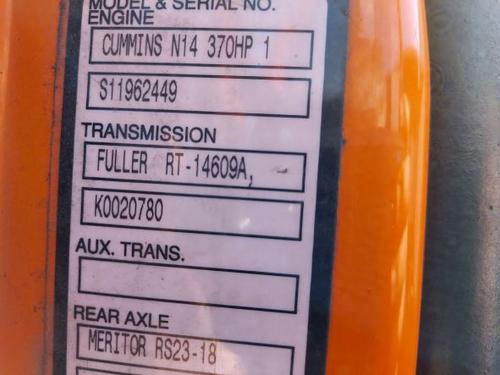 MODEL & SERIAL NO.
ENGINE
CUMMINS N14 370HP 1
S11962449
TRANSMISSION
FULLER RT-14609A,
K0020780
AUX. TRANS.
REAR AXLE
MERITOR RS23-18